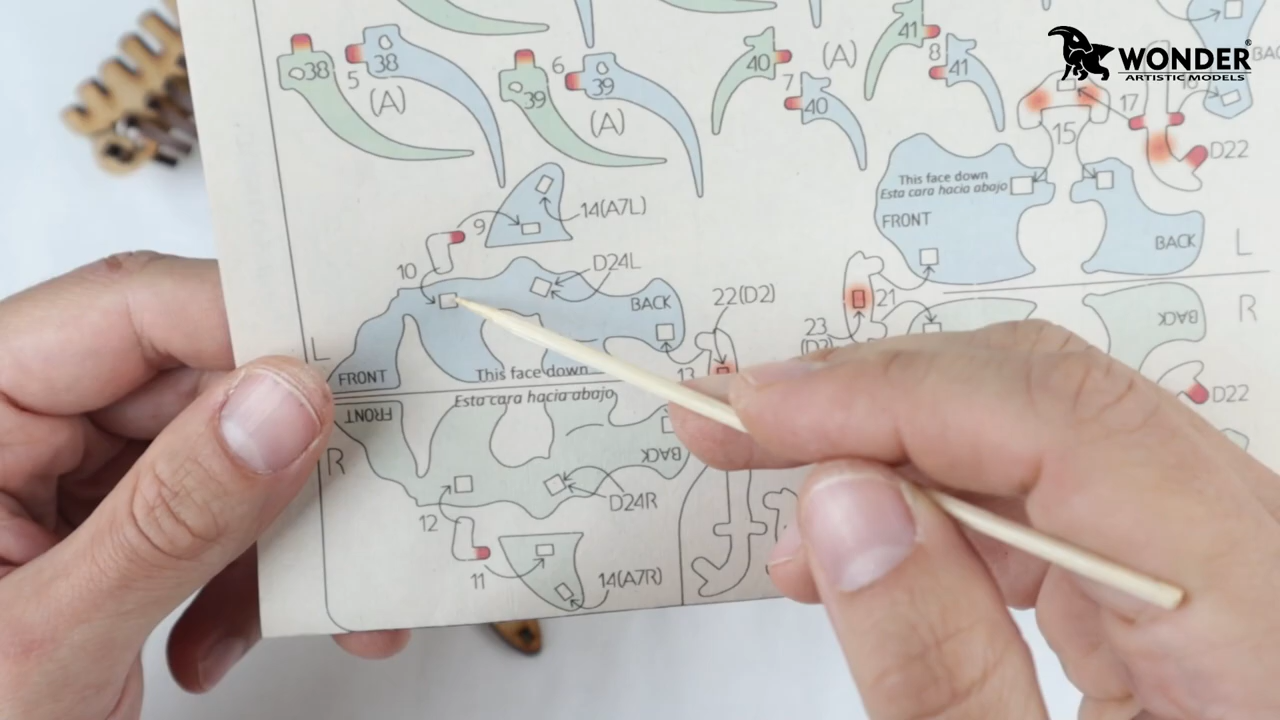 WONDER®
ARTISTIC MODELS
38
5
38
(A)
39
6
39
(A)
40
7
40
(A)
41
8
41
BAC
17
15
D22
This face down
Esta cara hacia abajo
FRONT
BACK
L
9
14(A7L)
10
D24L
BACK
22(D2)
21
23
BACK
R
L
FRONT
This face down
13
D22
Esta cara hacia abajo
FRONT
BACK
R
D24R
12
11
14(A7R)